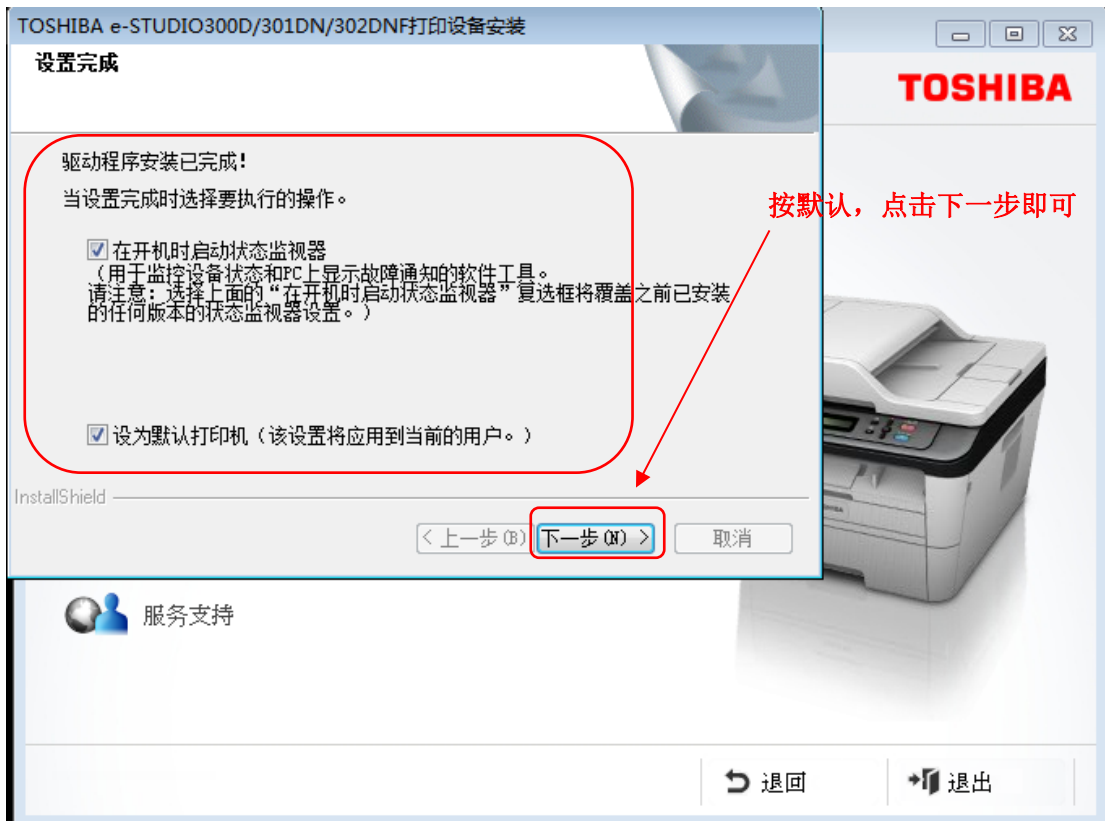 TOSHIBA e-STUDIO300D/301DN/302DNF打印设备安装
设置完成
TOSHIBA
驱动程序安装已完成!
当设置完成时选择要执行的操作。
按默认，点击下一步即可
在开机时启动状态监视器
（用于监控设备状态和PC上显示故障通知的软件工具。
请注意: 选择上面的“在开机时启动状态监视器”复选框将覆盖之前已安装
的任何版本的状态监视器设置。）
设为默认打印机（该设置将应用到当前的用户。）
InstallShield
< 上一步(B)
下一步(N) >
取消
服务支持
退回
退出